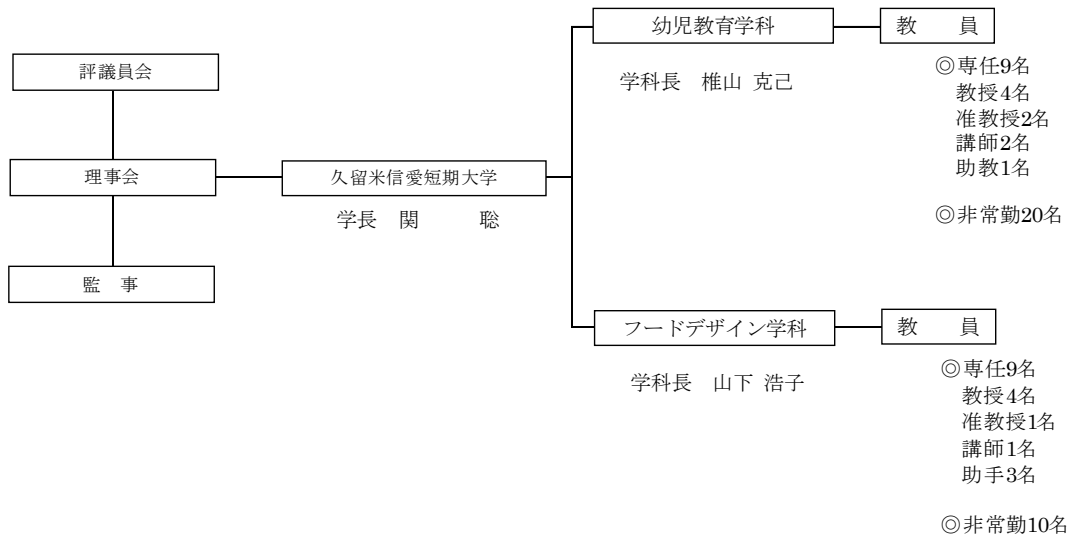 評議員会
理事会
監 事
久留米信愛短期大学
学長 関 聡
幼児教育学科
学科長 椎山 克己
教 員
◎専任9名
教授4名
准教授2名
講師2名
助教1名
◎非常勤20名
フードデザイン学科
学科長 山下 浩子
教 員
◎専任9名
教授4名
准教授1名
講師1名
助手3名
◎非常勤10名